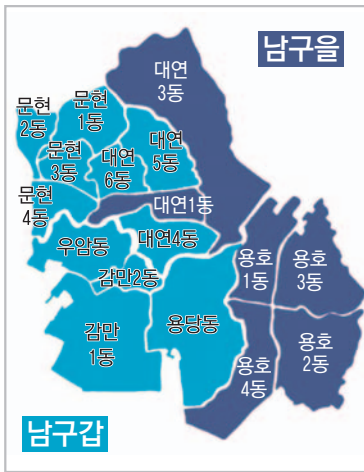 남구을
대연
3동
문현
2동
문현
1동
대연
5동
문현
3동
대연
6동
문현
4동
대연1동
우암동
대연4동
감만2동
용호
1동
용호
3동
감만
1동
용당동
용호
4동
용호
2동
남구갑